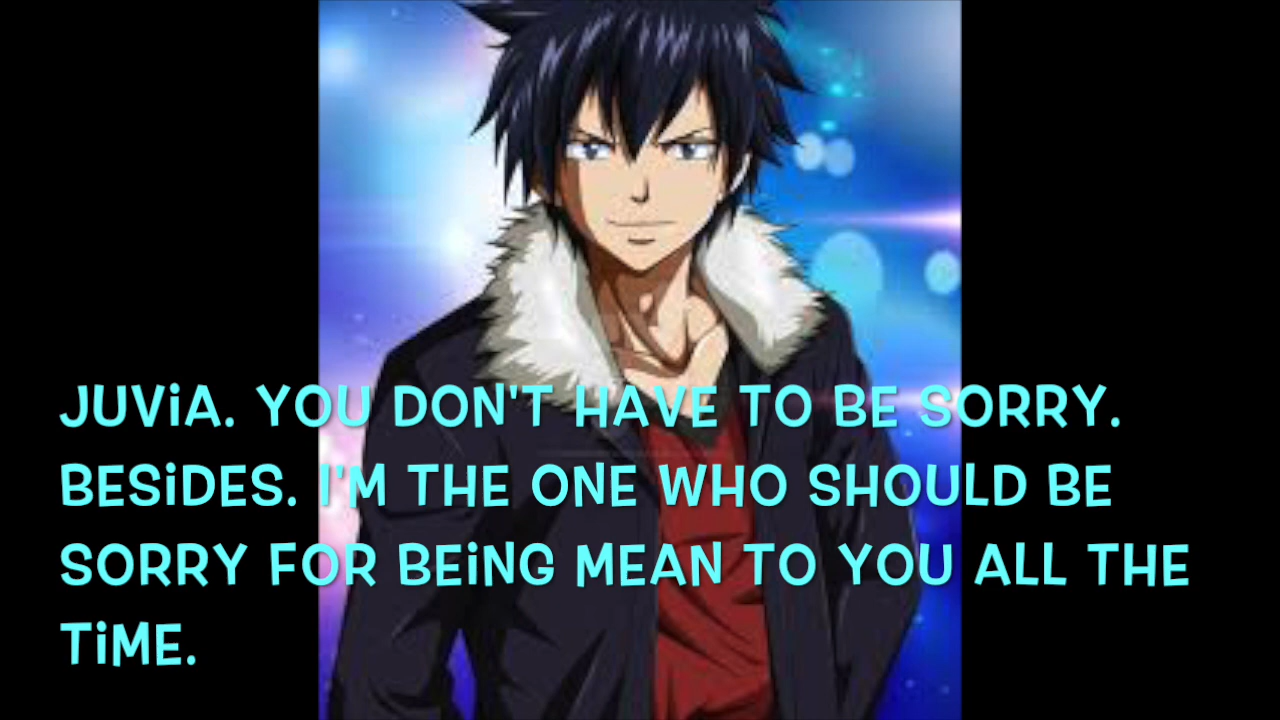 JUViA. YOU DON'T HAVE TO BE SORRY.
BESiDES. I'M THE ONE WHO SHOULD BE
SORRY FOR BEiNG MEAN TO YOU ALL THE
TiME.